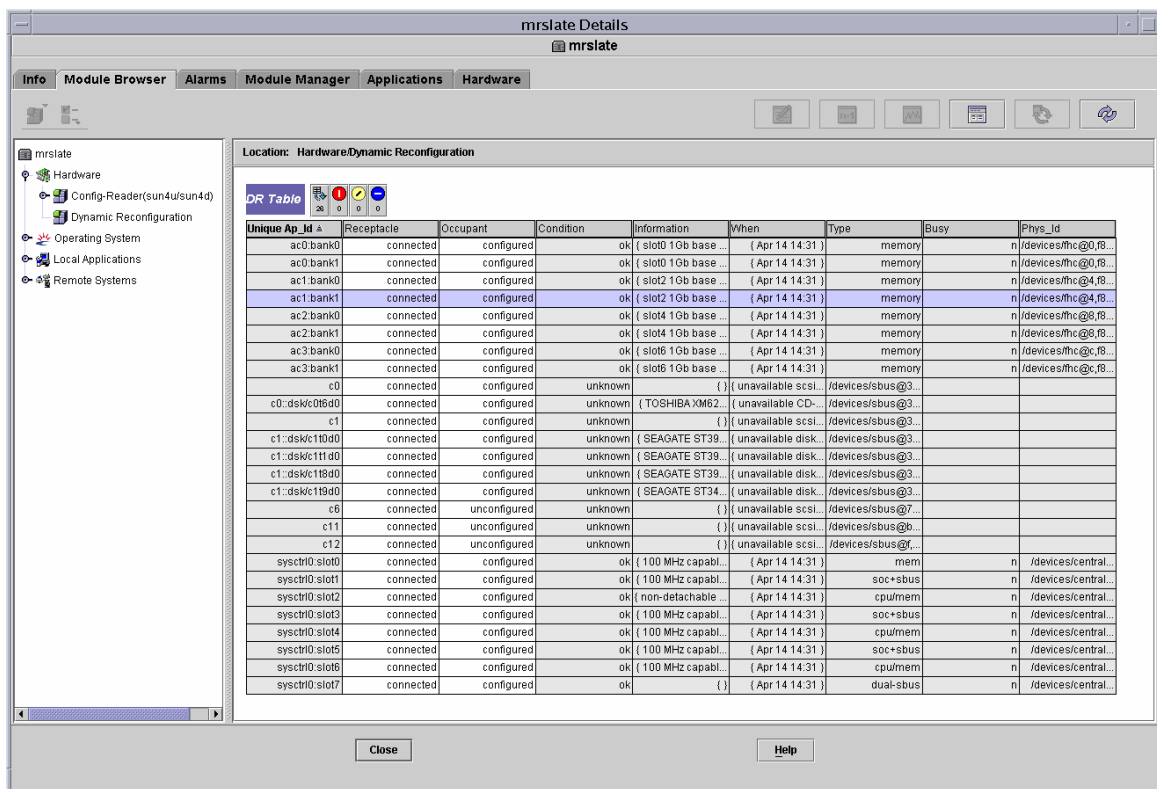 mrslate Details
mrslate
Info Module Browser Alarms Module Manager Applications Hardware
mrslate
Hardware
Config-Reader(sun4u/sun4d)
Dynamic Reconfiguration
Operating System
Local Applications
Remote Systems
Location: Hardware/Dynamic Reconfiguration
DR Table 26 0 0 0
Unique Ap_Id Receptacle Occupant Condition Information When Type Busy Phys_Id
ac0:bank0 connected configured ok { slot0 1Gb base ... { Apr 14 14:31 } memory n /devices/fhc@0,f8...
ac0:bank1 connected configured ok { slot0 1Gb base ... { Apr 14 14:31 } memory n /devices/fhc@0,f8...
ac1:bank0 connected configured ok { slot2 1Gb base ... { Apr 14 14:31 } memory n /devices/fhc@4,f8...
ac1:bank1 connected configured ok { slot2 1Gb base ... { Apr 14 14:31 } memory n /devices/fhc@4,f8...
ac2:bank0 connected configured ok { slot4 1Gb base ... { Apr 14 14:31 } memory n /devices/fhc@8,f8...
ac2:bank1 connected configured ok { slot4 1Gb base ... { Apr 14 14:31 } memory n /devices/fhc@8,f8...
ac3:bank0 connected configured ok { slot6 1Gb base ... { Apr 14 14:31 } memory n /devices/fhc@c,f8...
ac3:bank1 connected configured ok { slot6 1Gb base ... { Apr 14 14:31 } memory n /devices/fhc@c,f8...
c0 connected configured unknown { } { unavailable scsi... /devices/sbus@3...
c0::dsk/c0t6d0 connected configured unknown { TOSHIBA XM62... { unavailable CD-... /devices/sbus@3...
c1 connected configured unknown { } { unavailable scsi... /devices/sbus@3...
c1::dsk/c1t0d0 connected configured unknown { SEAGATE ST39... { unavailable disk... /devices/sbus@3...
c1::dsk/c1t1d0 connected configured unknown { SEAGATE ST39... { unavailable disk... /devices/sbus@3...
c1::dsk/c1t8d0 connected configured unknown { SEAGATE ST39... { unavailable disk... /devices/sbus@3...
c1::dsk/c1t9d0 connected configured unknown { SEAGATE ST34... { unavailable disk... /devices/sbus@3...
c6 connected unconfigured unknown { } { unavailable scsi... /devices/sbus@7...
c11 connected unconfigured unknown { } { unavailable scsi... /devices/sbus@b...
c12 connected unconfigured unknown { } { unavailable scsi... /devices/sbus@f,...
sysctrl0:slot0 connected configured ok { 100 MHz capabl... { Apr 14 14:31 } mem n /devices/central...
sysctrl0:slot1 connected configured ok { 100 MHz capabl... { Apr 14 14:31 } soc+sbus n /devices/central...
sysctrl0:slot2 connected configured ok { non-detachable ... { Apr 14 14:31 } cpu/mem n /devices/central...
sysctrl0:slot3 connected configured ok { 100 MHz capabl... { Apr 14 14:31 } soc+sbus n /devices/central...
sysctrl0:slot4 connected configured ok { 100 MHz capabl... { Apr 14 14:31 } cpu/mem n /devices/central...
sysctrl0:slot5 connected configured ok { 100 MHz capabl... { Apr 14 14:31 } soc+sbus n /devices/central...
sysctrl0:slot6 connected configured ok { 100 MHz capabl... { Apr 14 14:31 } cpu/mem n /devices/central...
sysctrl0:slot7 connected configured ok { } { Apr 14 14:31 } dual-sbus n /devices/central...
Close Help